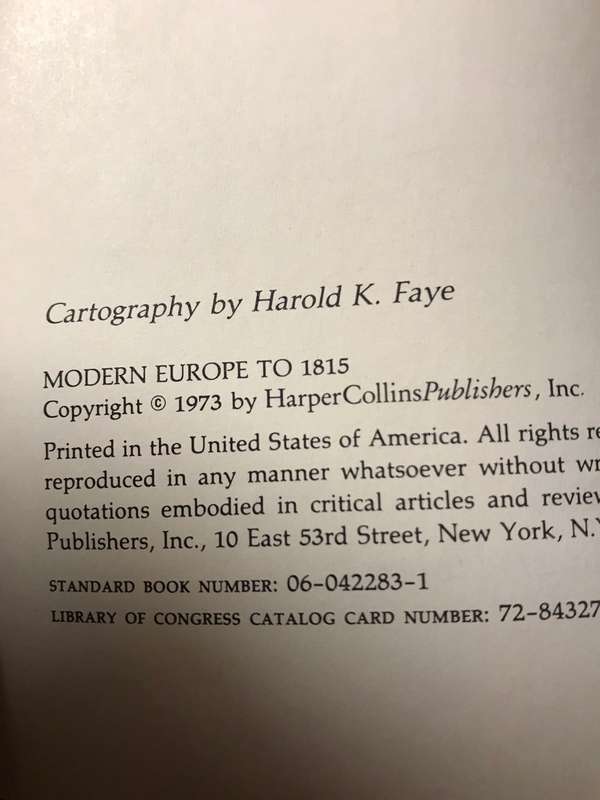 Cartography by Harold K. Faye
MODERN EUROPE TO 1815
Copyright © 1973 by HarperCollinsPublishers, Inc.
Printed in the United States of America. All rights
reproduced in any manner whatsoever without
quotations embodied in critical articles and
Publishers, Inc., 10 East 53rd Street, New York,
STANDARD BOOK NUMBER: 06-042283-1
LIBRARY OF CONGRESS CATALOG CARD NUMBER: 72-84327